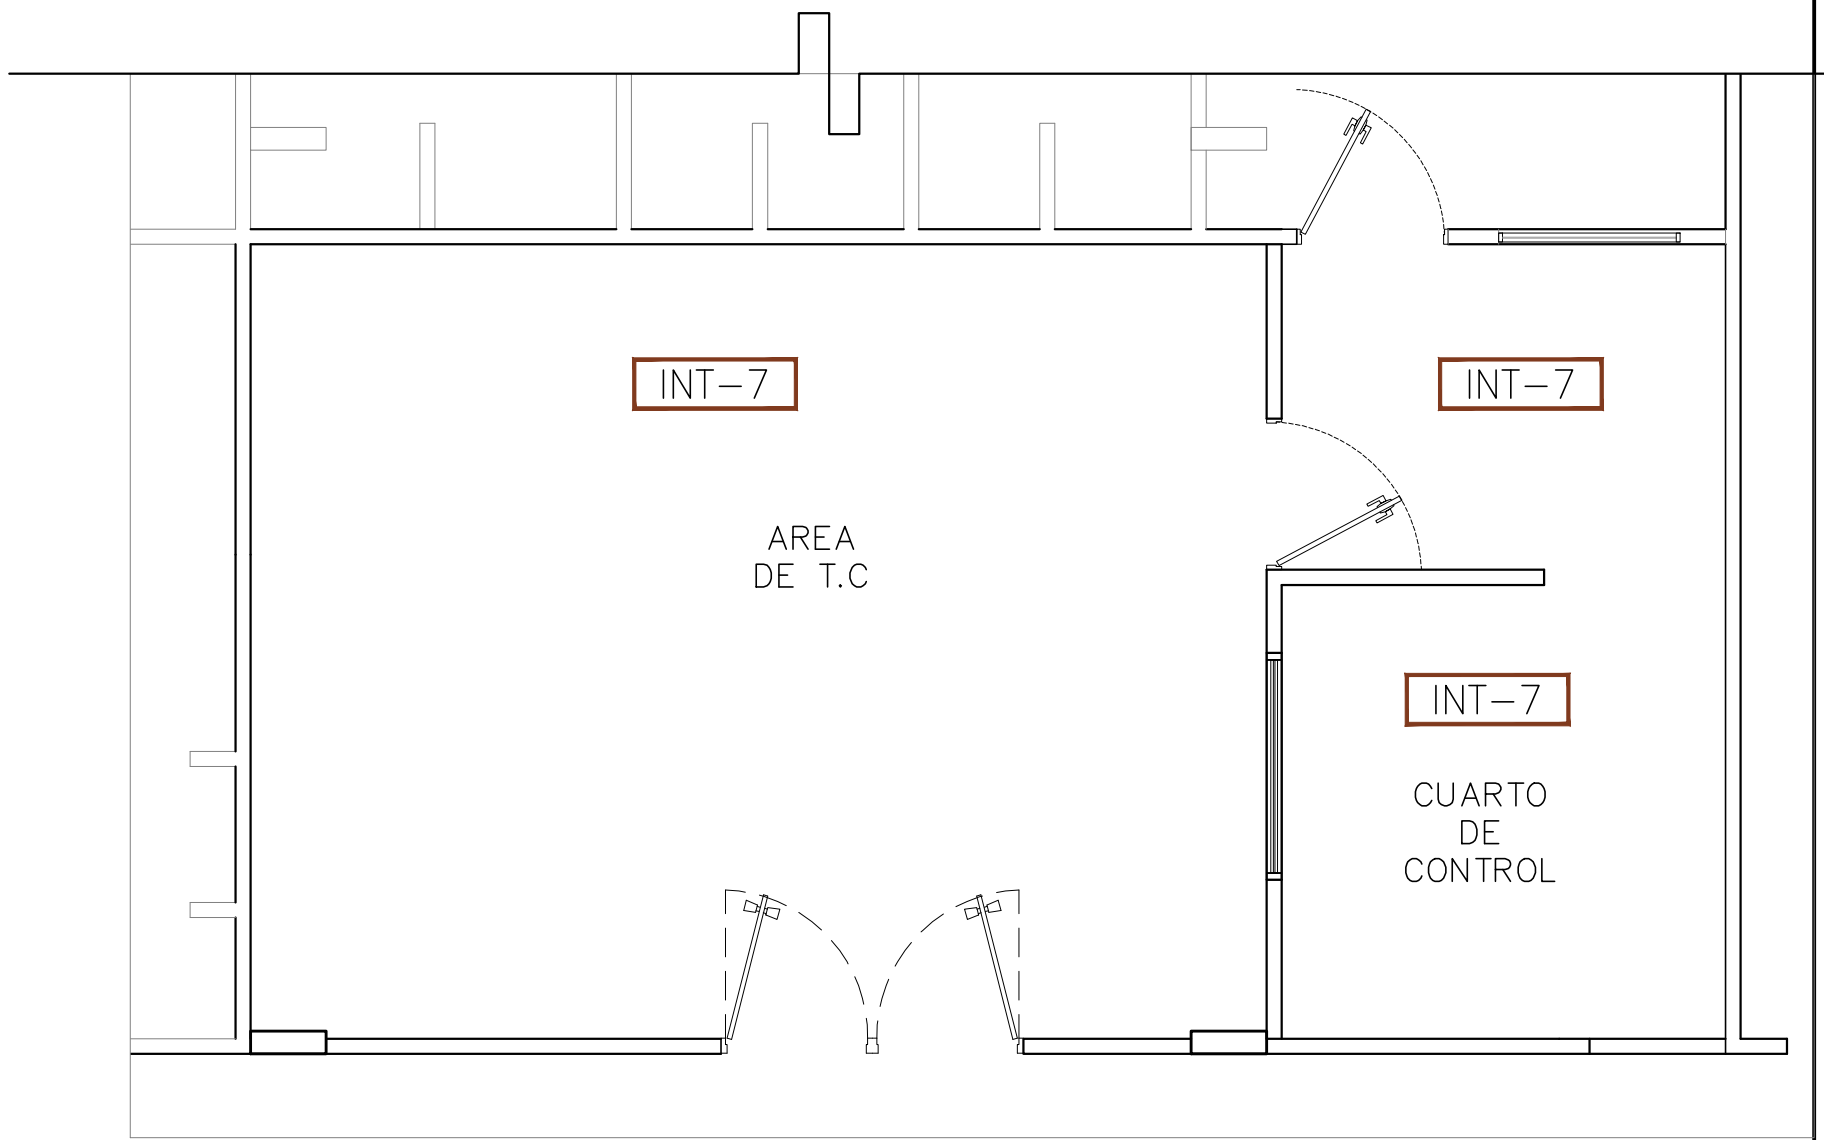 INT-7
INT-7
AREA
DE T.C
INT-7
CUARTO
DE
CONTROL